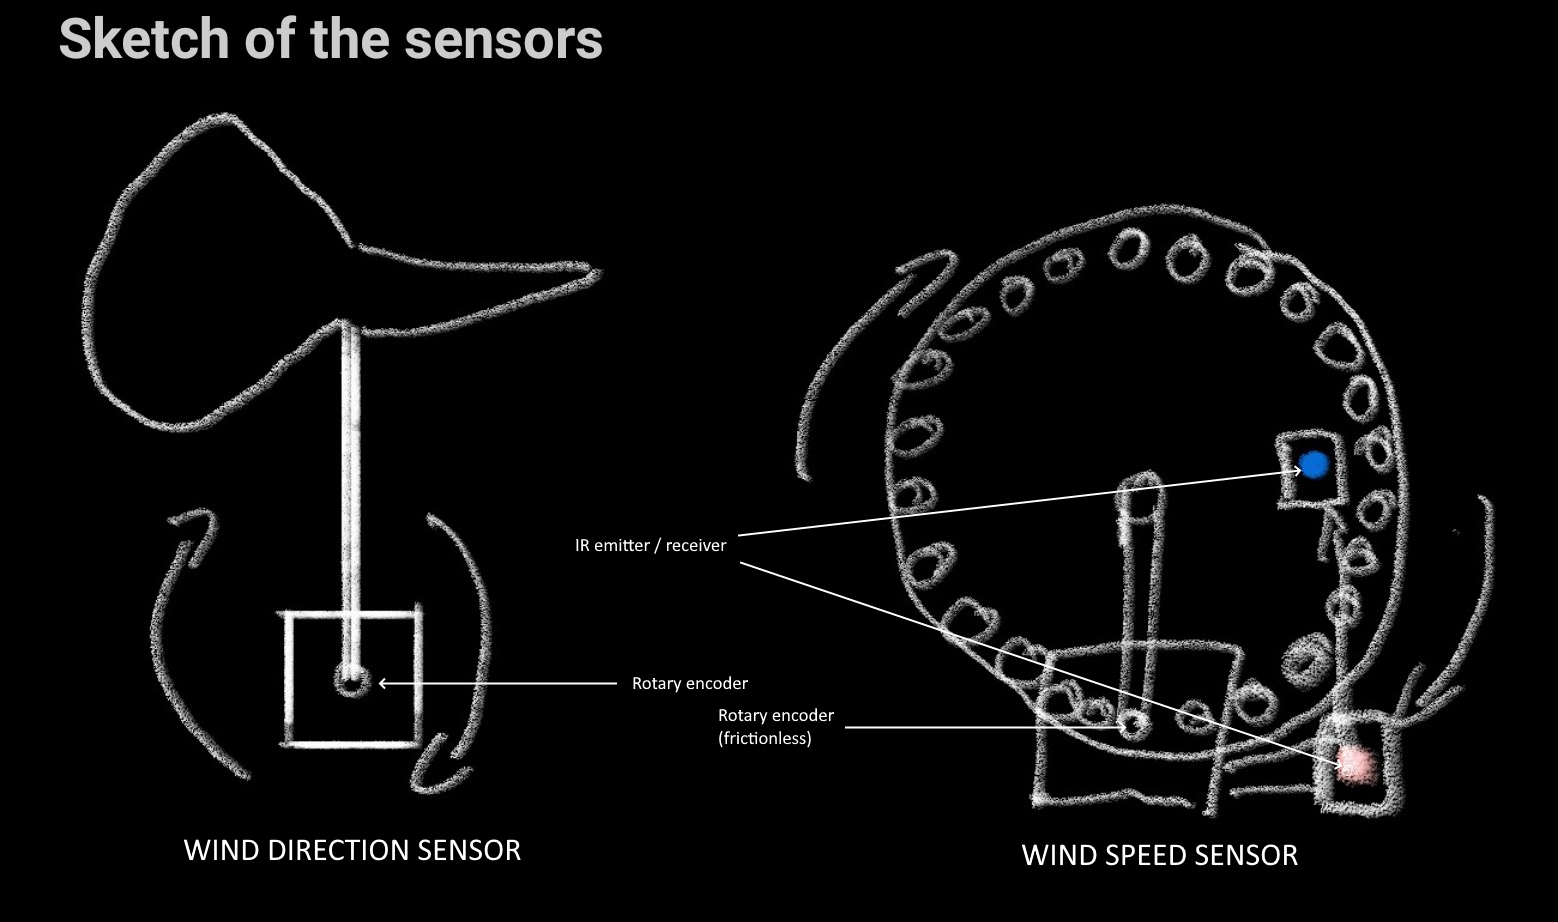 Sketch of the sensors
IR emitter / receiver
Rotary encoder
Rotary encoder
(frictionless)
WIND DIRECTION SENSOR
WIND SPEED SENSOR